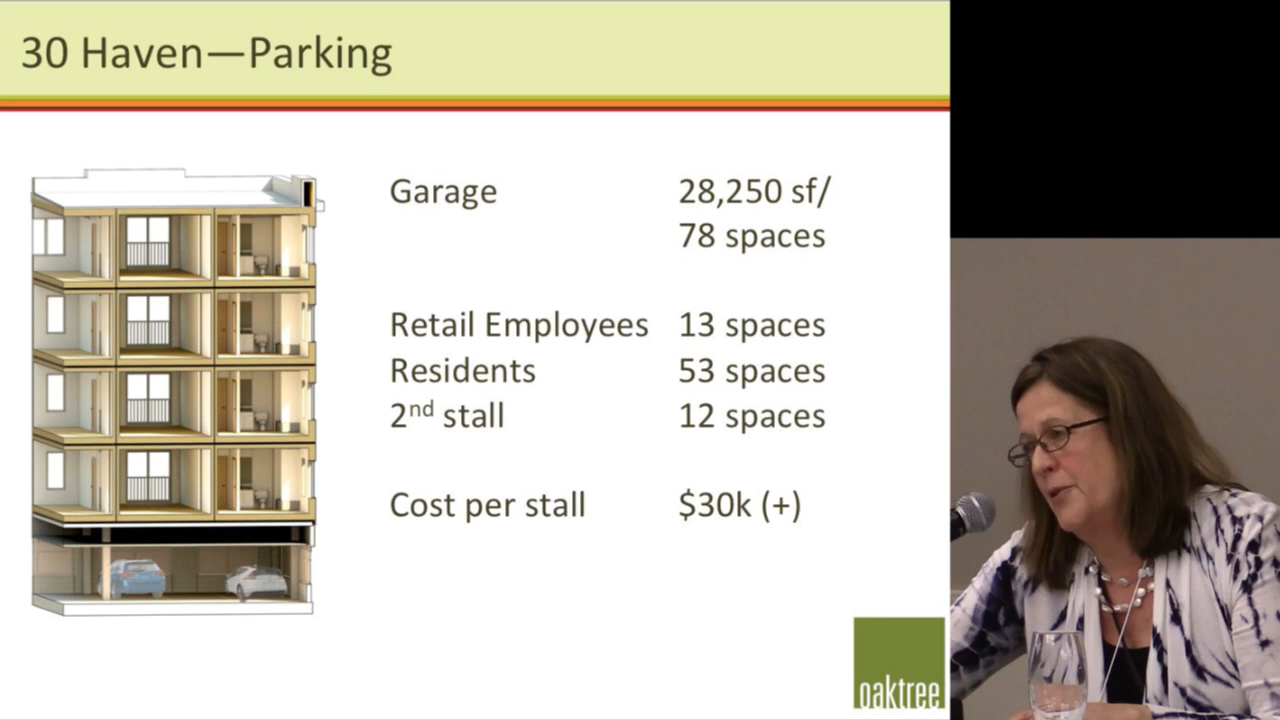 30 Haven—Parking
Garage 28,250 sf/
78 spaces
Retail Employees 13 spaces
Residents 53 spaces
2nd stall 12 spaces
Cost per stall $30k (+)
oaktree